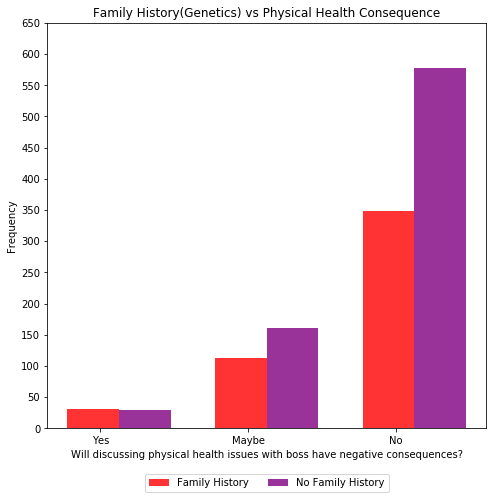 Family History(Genetics) vs Physical Health Consequence
650
600
550
500
450
400
350
300
250
200
150
100
50
0
Frequency
Yes Maybe No
Will discussing physical health issues with boss have negative consequences?
Family History No Family History